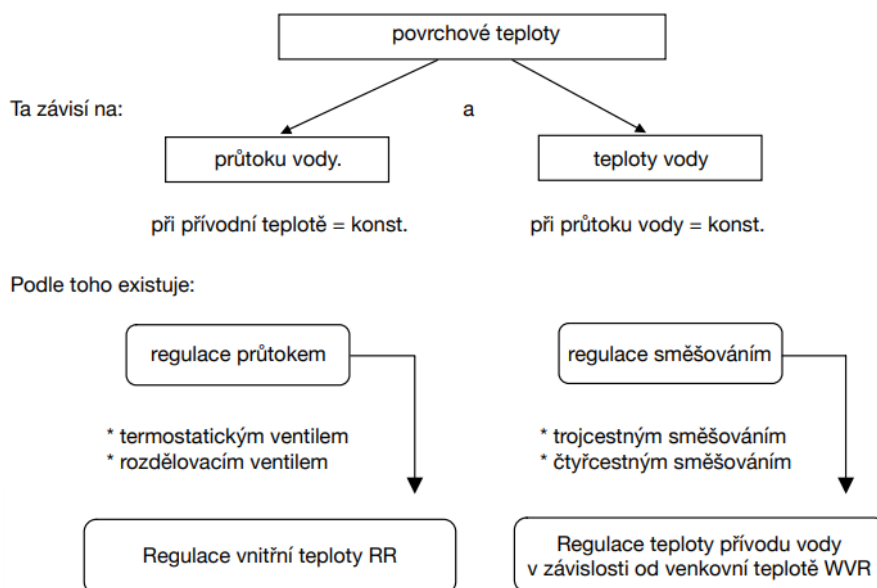 povrchové teploty
Ta závisí na:
a
průtoku vody.
teploty vody
při přívodní teplotě = konst.
při průtoku vody = konst.
Podle toho existuje:
regulace průtokem
regulace směšováním
* termostatickým ventilem
* rozdělovacím ventilem
* trojcestným směšováním
* čtyřcestným směšováním
Regulace vnitřní teploty RR
Regulace teploty přívodu vody
v závislosti od venkovní teplotě WVR